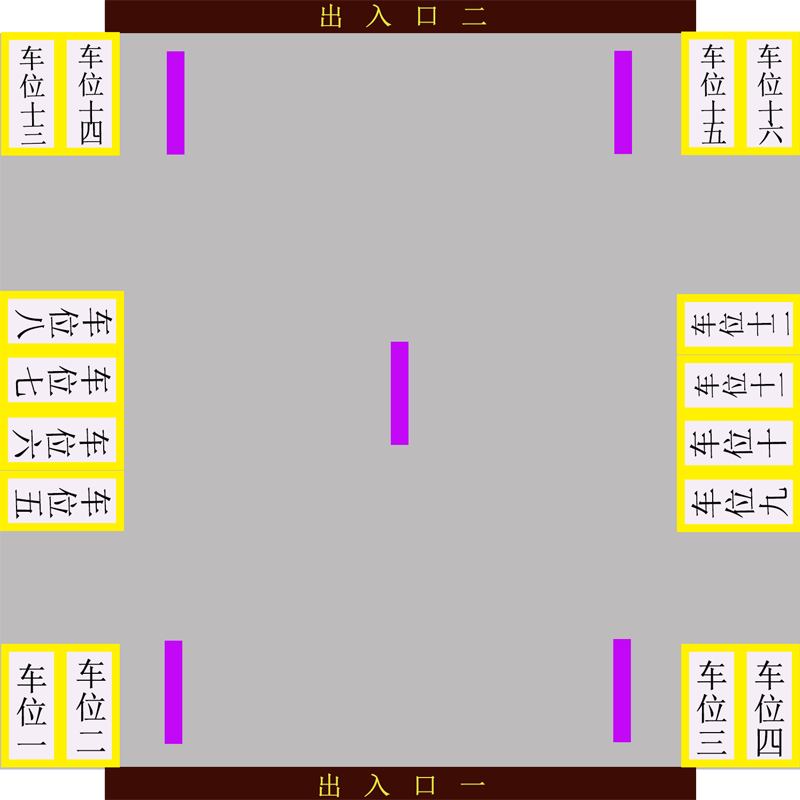 出入口二
车位十三
车位十四
车位十五
车位十六
车位八
车位七
车位六
车位五
车位十二
车位十一
车位十
车位九
车位一
车位二
车位三
车位四
出入口一